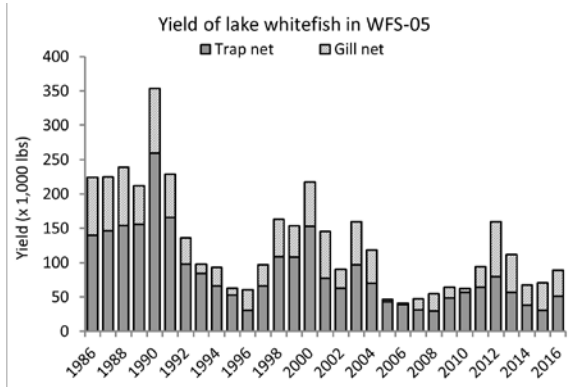 Yield of lake whitefish in WFS-05
Trap net Gill net
Yield (x 1,000 lbs)
400
350
300
250
200
150
100
50
0
1986 1988 1990 1992 1994 1996 1998 2000 2002 2004 2006 2008 2010 2012 2014 2016